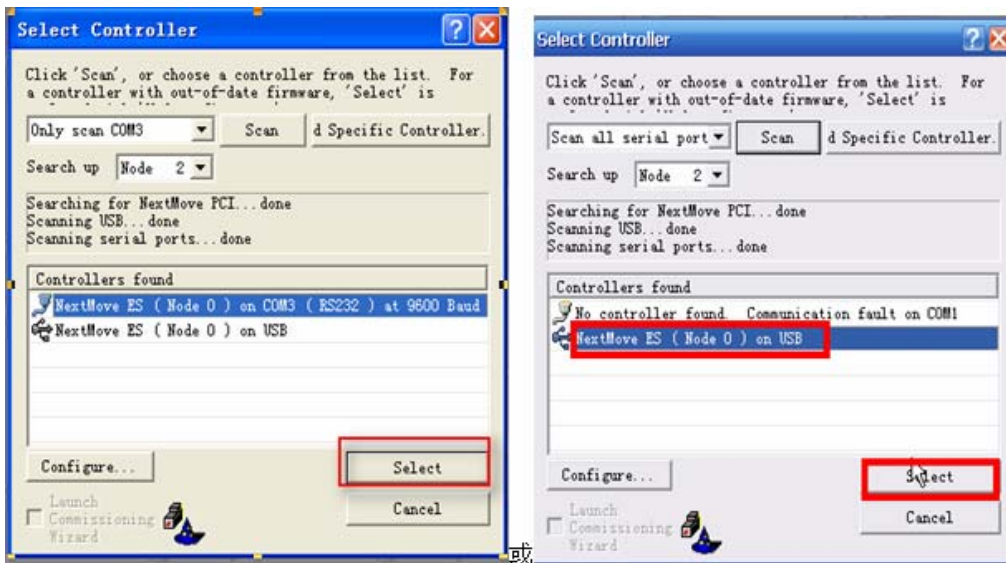 Select Controller
Click 'Scan', or choose a controller from the list. For
a controller with out-of-date firmware, 'Select' is
Only scan COM3
Scan
d Specific Controller.
Search up Node 2
Searching for NextMove PCI...done
Scanning USB...done
Scanning serial ports...done
Controllers found
NextMove ES ( Node 0 ) on COM3 ( RS232 ) at 9600 Baud
NextMove ES ( Node 0 ) on USB
Configure...
Select
Launch
Commissioning
Wizard
Cancel
或
Select Controller
Click 'Scan', or choose a controller from the list. For
a controller with out-of-date firmware, 'Select' is
Scan all serial port
Scan
d Specific Controller.
Search up Node 2
Searching for NextMove PCI...done
Scanning USB...done
Scanning serial ports...done
Controllers found
No controller found. Communication fault on COM1
NextMove ES ( Node 0 ) on USB
Configure...
Select
Launch
Commissioning
Wizard
Cancel